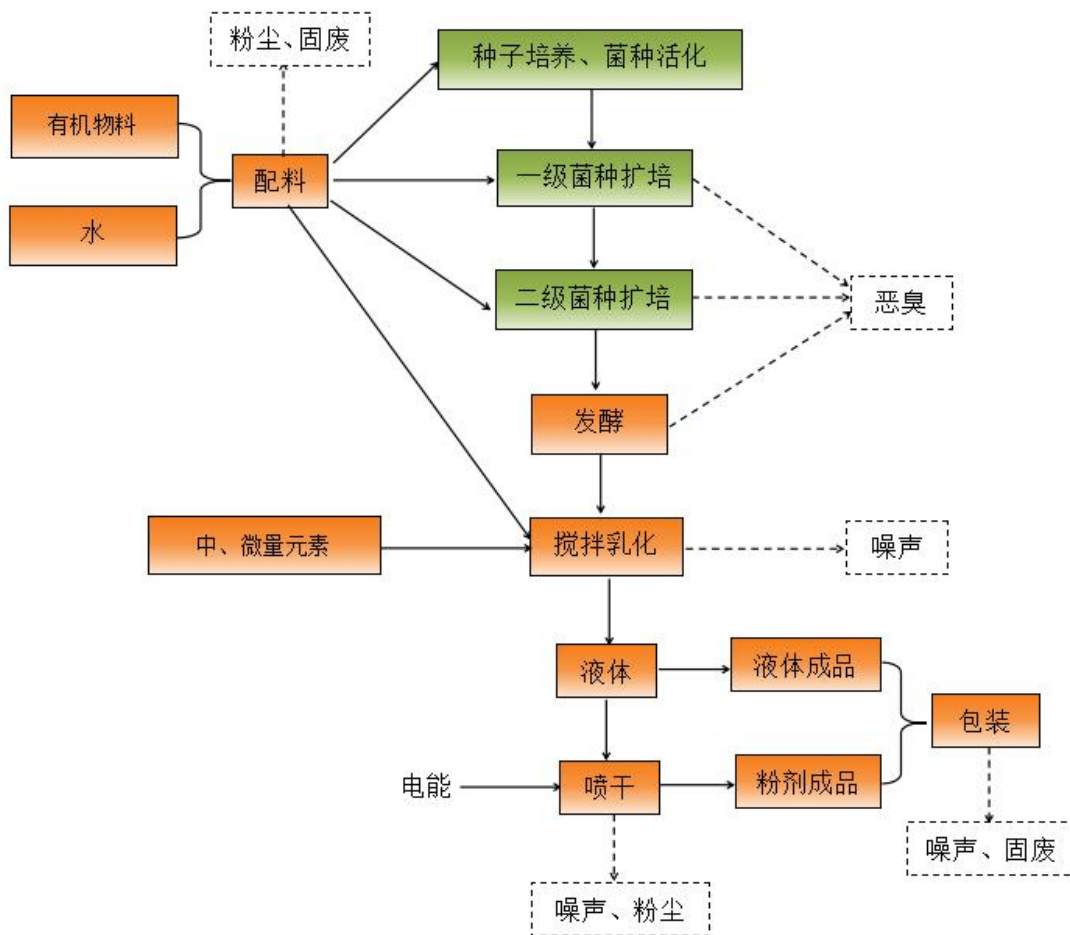 粉尘、固废
种子培养、菌种活化
有机物料
配料
一级菌种扩培
水
二级菌种扩培
恶臭
发酵
中、微量元素
搅拌乳化
噪声
液体
液体成品
包装
电能
喷干
粉剂成品
噪声、固废
噪声、粉尘